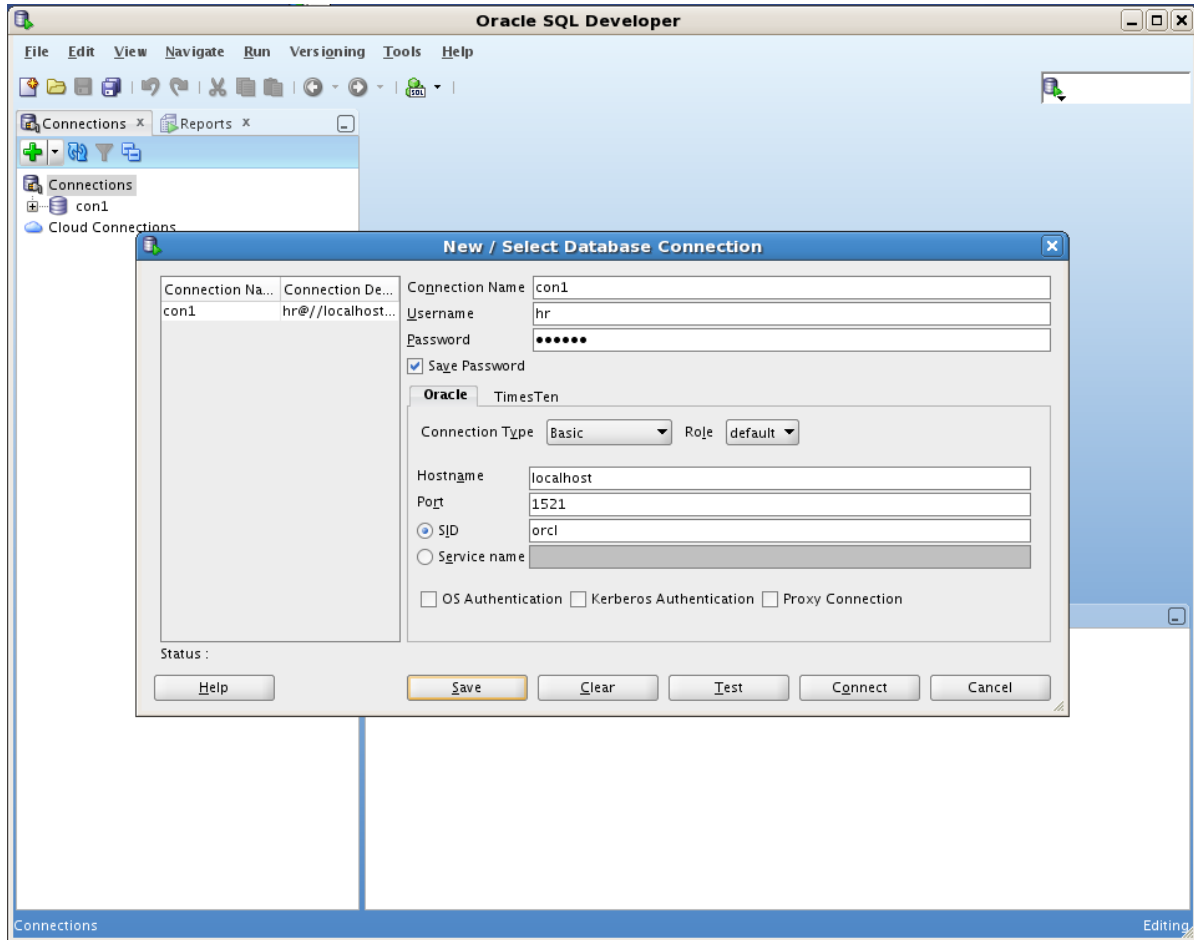 Oracle SQL Developer
File Edit View Navigate Run Versioning Tools Help
SQL
Connections x Reports x
Connections
con1
Cloud Connections
New / Select Database Connection
Connection Na... Connection De...
con1 hr@//localhost...
Connection Name con1
Username hr
Password ••••••
Save Password
Oracle TimesTen
Connection Type Basic Role default
Hostname localhost
Port 1521
SID orcl
Service name
OS Authentication Kerberos Authentication Proxy Connection
Status :
Help Save Clear Test Connect Cancel
Connections Editing